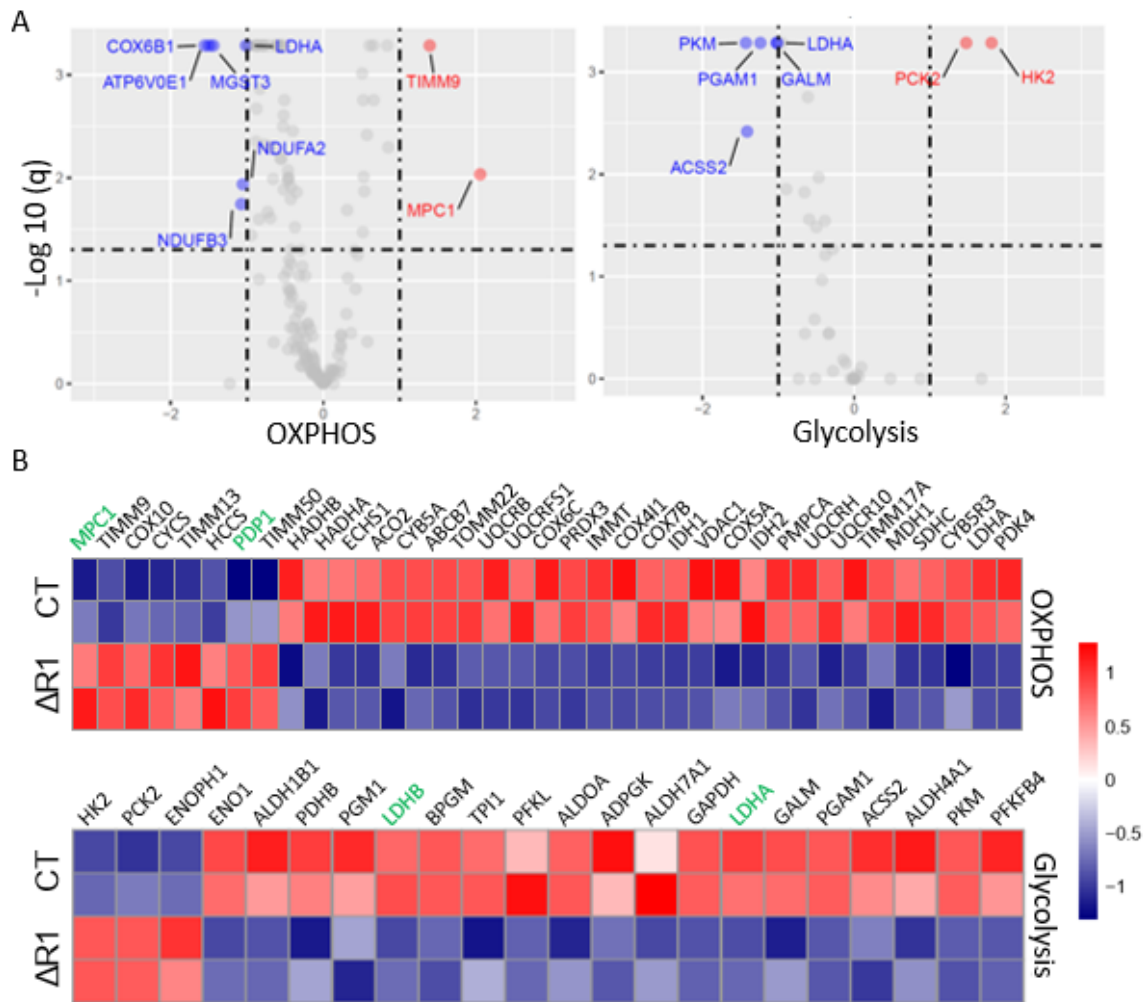 A
COX6B1
LDHA
ATP6V0E1
MGST3
TIMM9
NDUFA2
MPC1
NDUFB3
-Log 10 (q)
3
2
1
0
-2
0
2
OXPHOS
PKM
LDHA
PGAM1
GALM
PCK2
HK2
ACSS2
3
2
1
0
-2
0
2
Glycolysis
B
MPC1 TIMM9 COX10 CYCS TIMM13 HCCS PDP1 TIMM50 HADHB HADHA ECHS1 ACO2 CYB5A ABCB7 TOMM22 UQCRB UQCRFS1 COX6C PRDX3 IMMT COX4I1 COX7B IDH1 VDAC1 COX5A IDH2 PMPCA UQCRH UQCR10 TIMM17A MDH1 SDHC CYB5R3 LDHA PDK4
CT
ΔR1
OXPHOS
HK2 PCK2 ENOPH1 ENO1 ALDH1B1 PDHB PGM1 LDHB BPGM TPI1 PFKL ALDOA ADPGK ALDH7A1 GAPDH LDHA GALM PGAM1 ACSS2 ALDH4A1 PKM PFKFB4
CT
ΔR1
Glycolysis
1
0.5
0
-0.5
-1